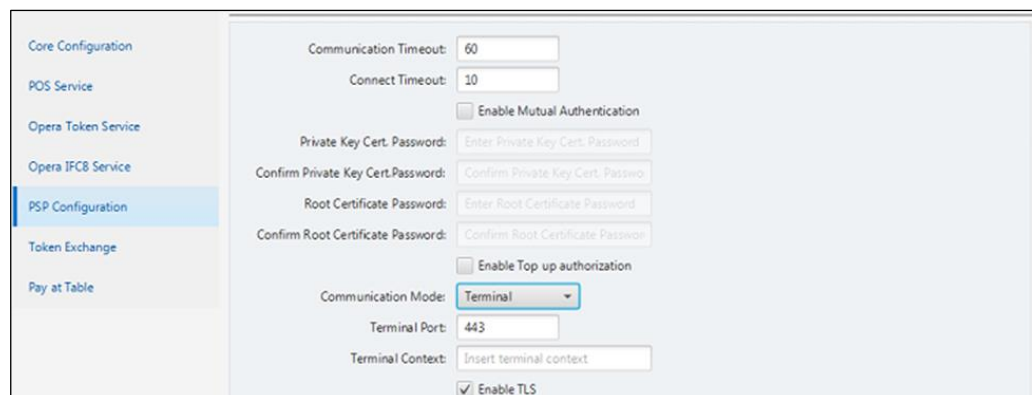 Core Configuration
POS Service
Opera Token Service
Opera IFC8 Service
PSP Configuration
Token Exchange
Pay at Table
Communication Timeout: 60
Connect Timeout: 10
Enable Mutual Authentication
Private Key Cert. Password: Enter Private Key Cert. Password
Confirm Private Key Cert.Password: Confirm Private Key Cert. Passwo
Root Certificate Password: Enter Root Certificate Password
Confirm Root Certificate Password: Confirm Root Certificate Passwor
Enable Top up authorization
Communication Mode: Terminal
Terminal Port: 443
Terminal Context: Insert terminal context
Enable TLS